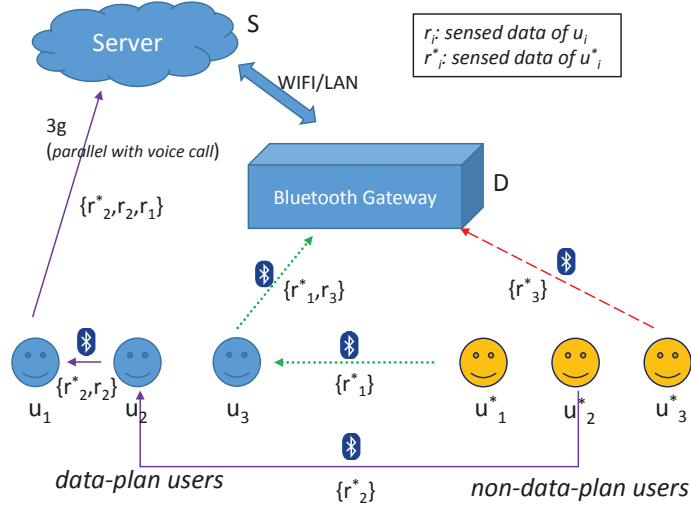 Server
S
r_i: sensed data of u_i
r*_i: sensed data of u*_i
WIFI/LAN
3g
(parallel with voice call)
Bluetooth Gateway
D
{r*_2,r_2,r_1}
{r*_1,r_3}
{r*_3}
{r*_2,r_2}
{r*_1}
u_1
u_2
u_3
u*_1
u*_2
u*_3
data-plan users
{r*_2}
non-data-plan users